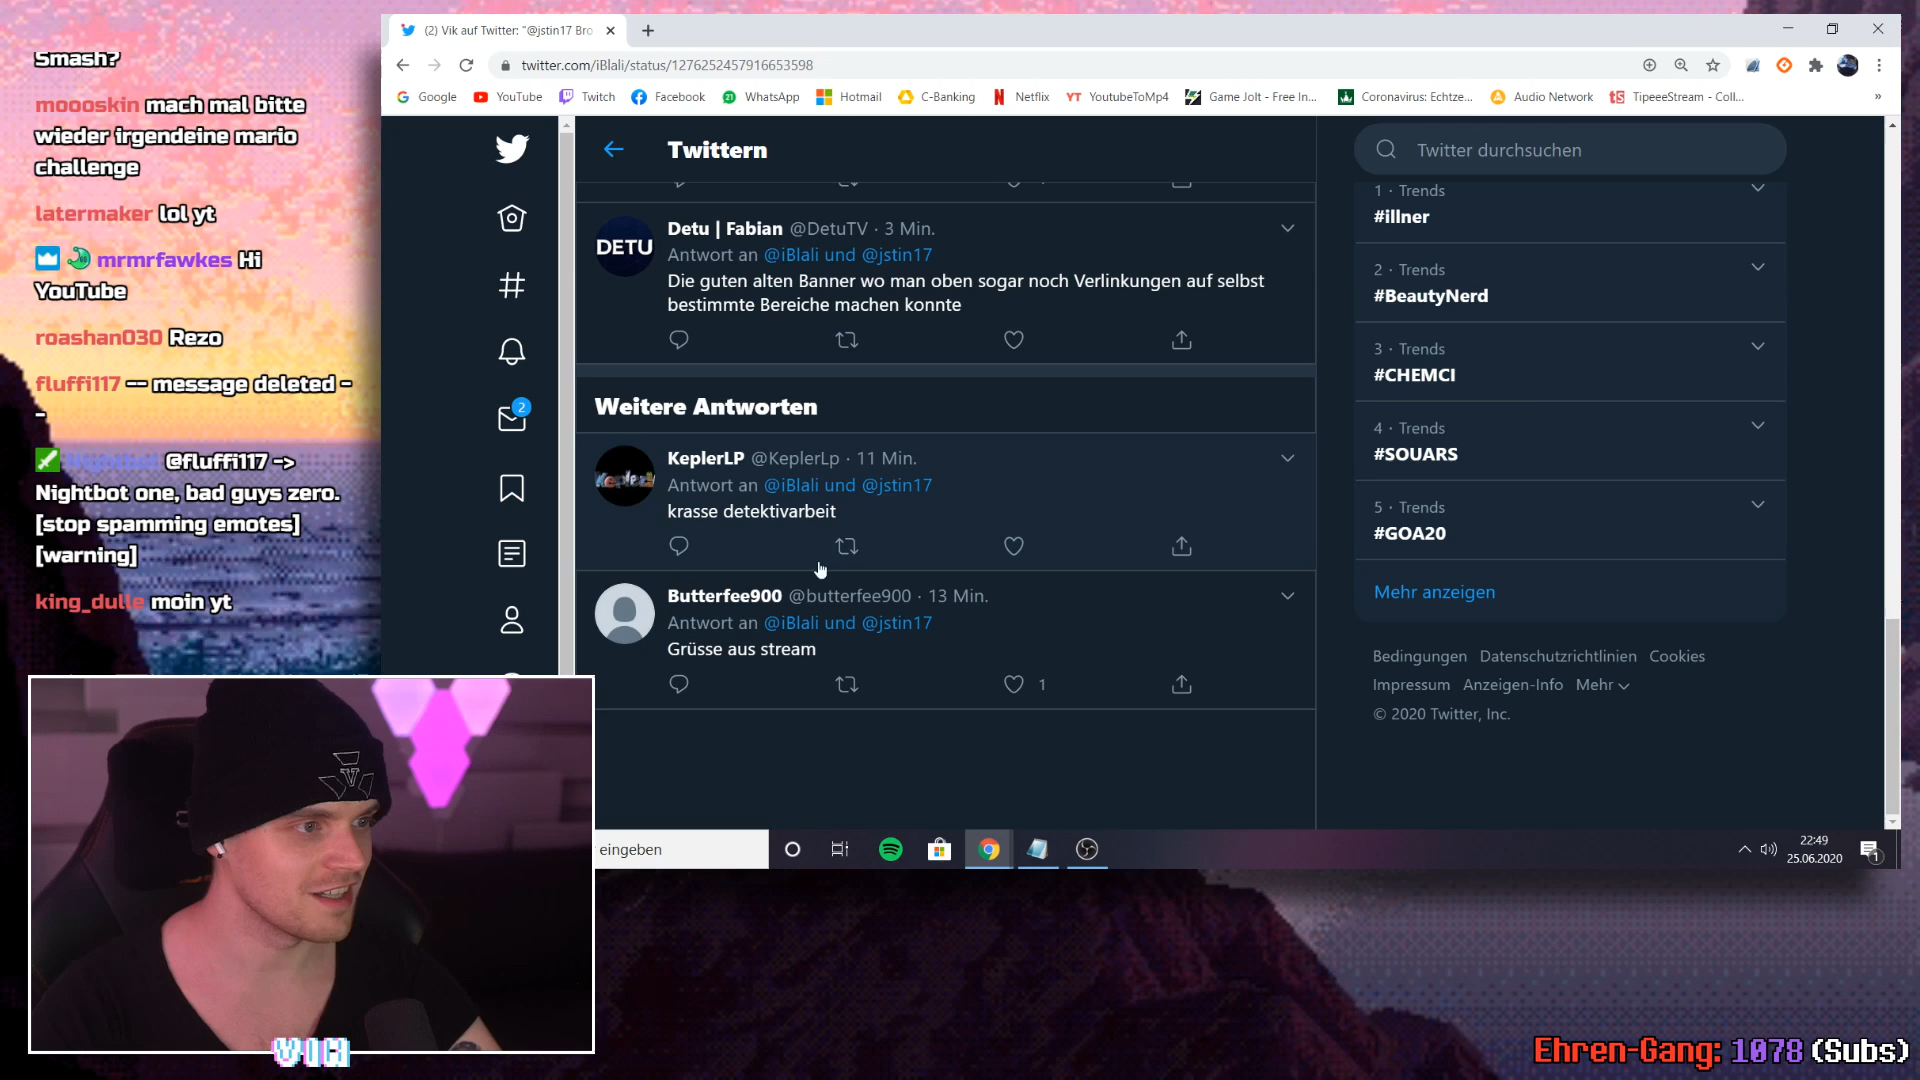 Smash?
moooskin mach mal bitte
wieder irgendeine mario
challenge
latermaker lol yt
mrmrfawkes Hi
YouTube
roashan030 Rezo
fluffi117 -- message deleted -
-
Nightbot @fluffi117 ->
Nightbot one, bad guys zero.
[stop spamming emotes]
[warning]
king_dulle moin yt
VIK
(2) Vik auf Twitter: "@jstin17 Bro
twitter.com/iBlali/status/1276252457916653598
Google YouTube Twitch Facebook WhatsApp Hotmail C-Banking Netflix YT YoutubeToMp4 Game Jolt - Free In... Coronavirus: Echtze... Audio Network tS TipeeeStream - Coll... »
2
Twittern
DETU
Detu | Fabian @DetuTV · 3 Min.
Antwort an @iBlali und @jstin17
Die guten alten Banner wo man oben sogar noch Verlinkungen auf selbst
bestimmte Bereiche machen konnte
Weitere Antworten
KeplerLP @KeplerLp · 11 Min.
Antwort an @iBlali und @jstin17
krasse detektivarbeit
Butterfee900 @butterfee900 · 13 Min.
Antwort an @iBlali und @jstin17
Grüsse aus stream
1
Twitter durchsuchen
1 · Trends
#illner
2 · Trends
#BeautyNerd
3 · Trends
#CHEMCI
4 · Trends
#SOUARS
5 · Trends
#GOA20
Mehr anzeigen
Bedingungen Datenschutzrichtlinien Cookies
Impressum Anzeigen-Info Mehr
© 2020 Twitter, Inc.
eingeben
22:49
25.06.2020
1
Ehren-Gang: 1078 (Subs)